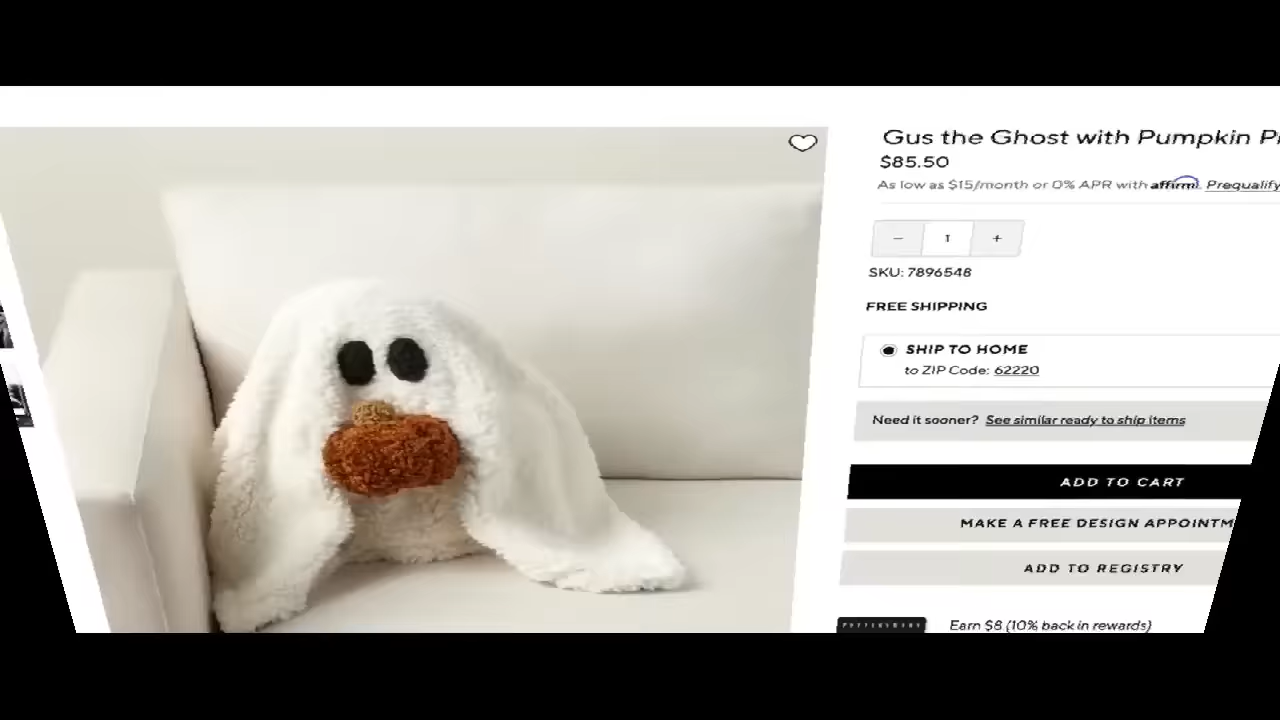 Gus the Ghost with Pumpkin
$85.50
As low as $15/month or 0% APR with affirm. Prequalify
− 1 +
SKU: 7896548
FREE SHIPPING
SHIP TO HOME
to ZIP Code: 62220
Need it sooner? See similar ready to ship items
ADD TO CART
MAKE A FREE DESIGN
ADD TO REGISTRY
POTTERY BARN
Earn $8 (10% back in rewards)